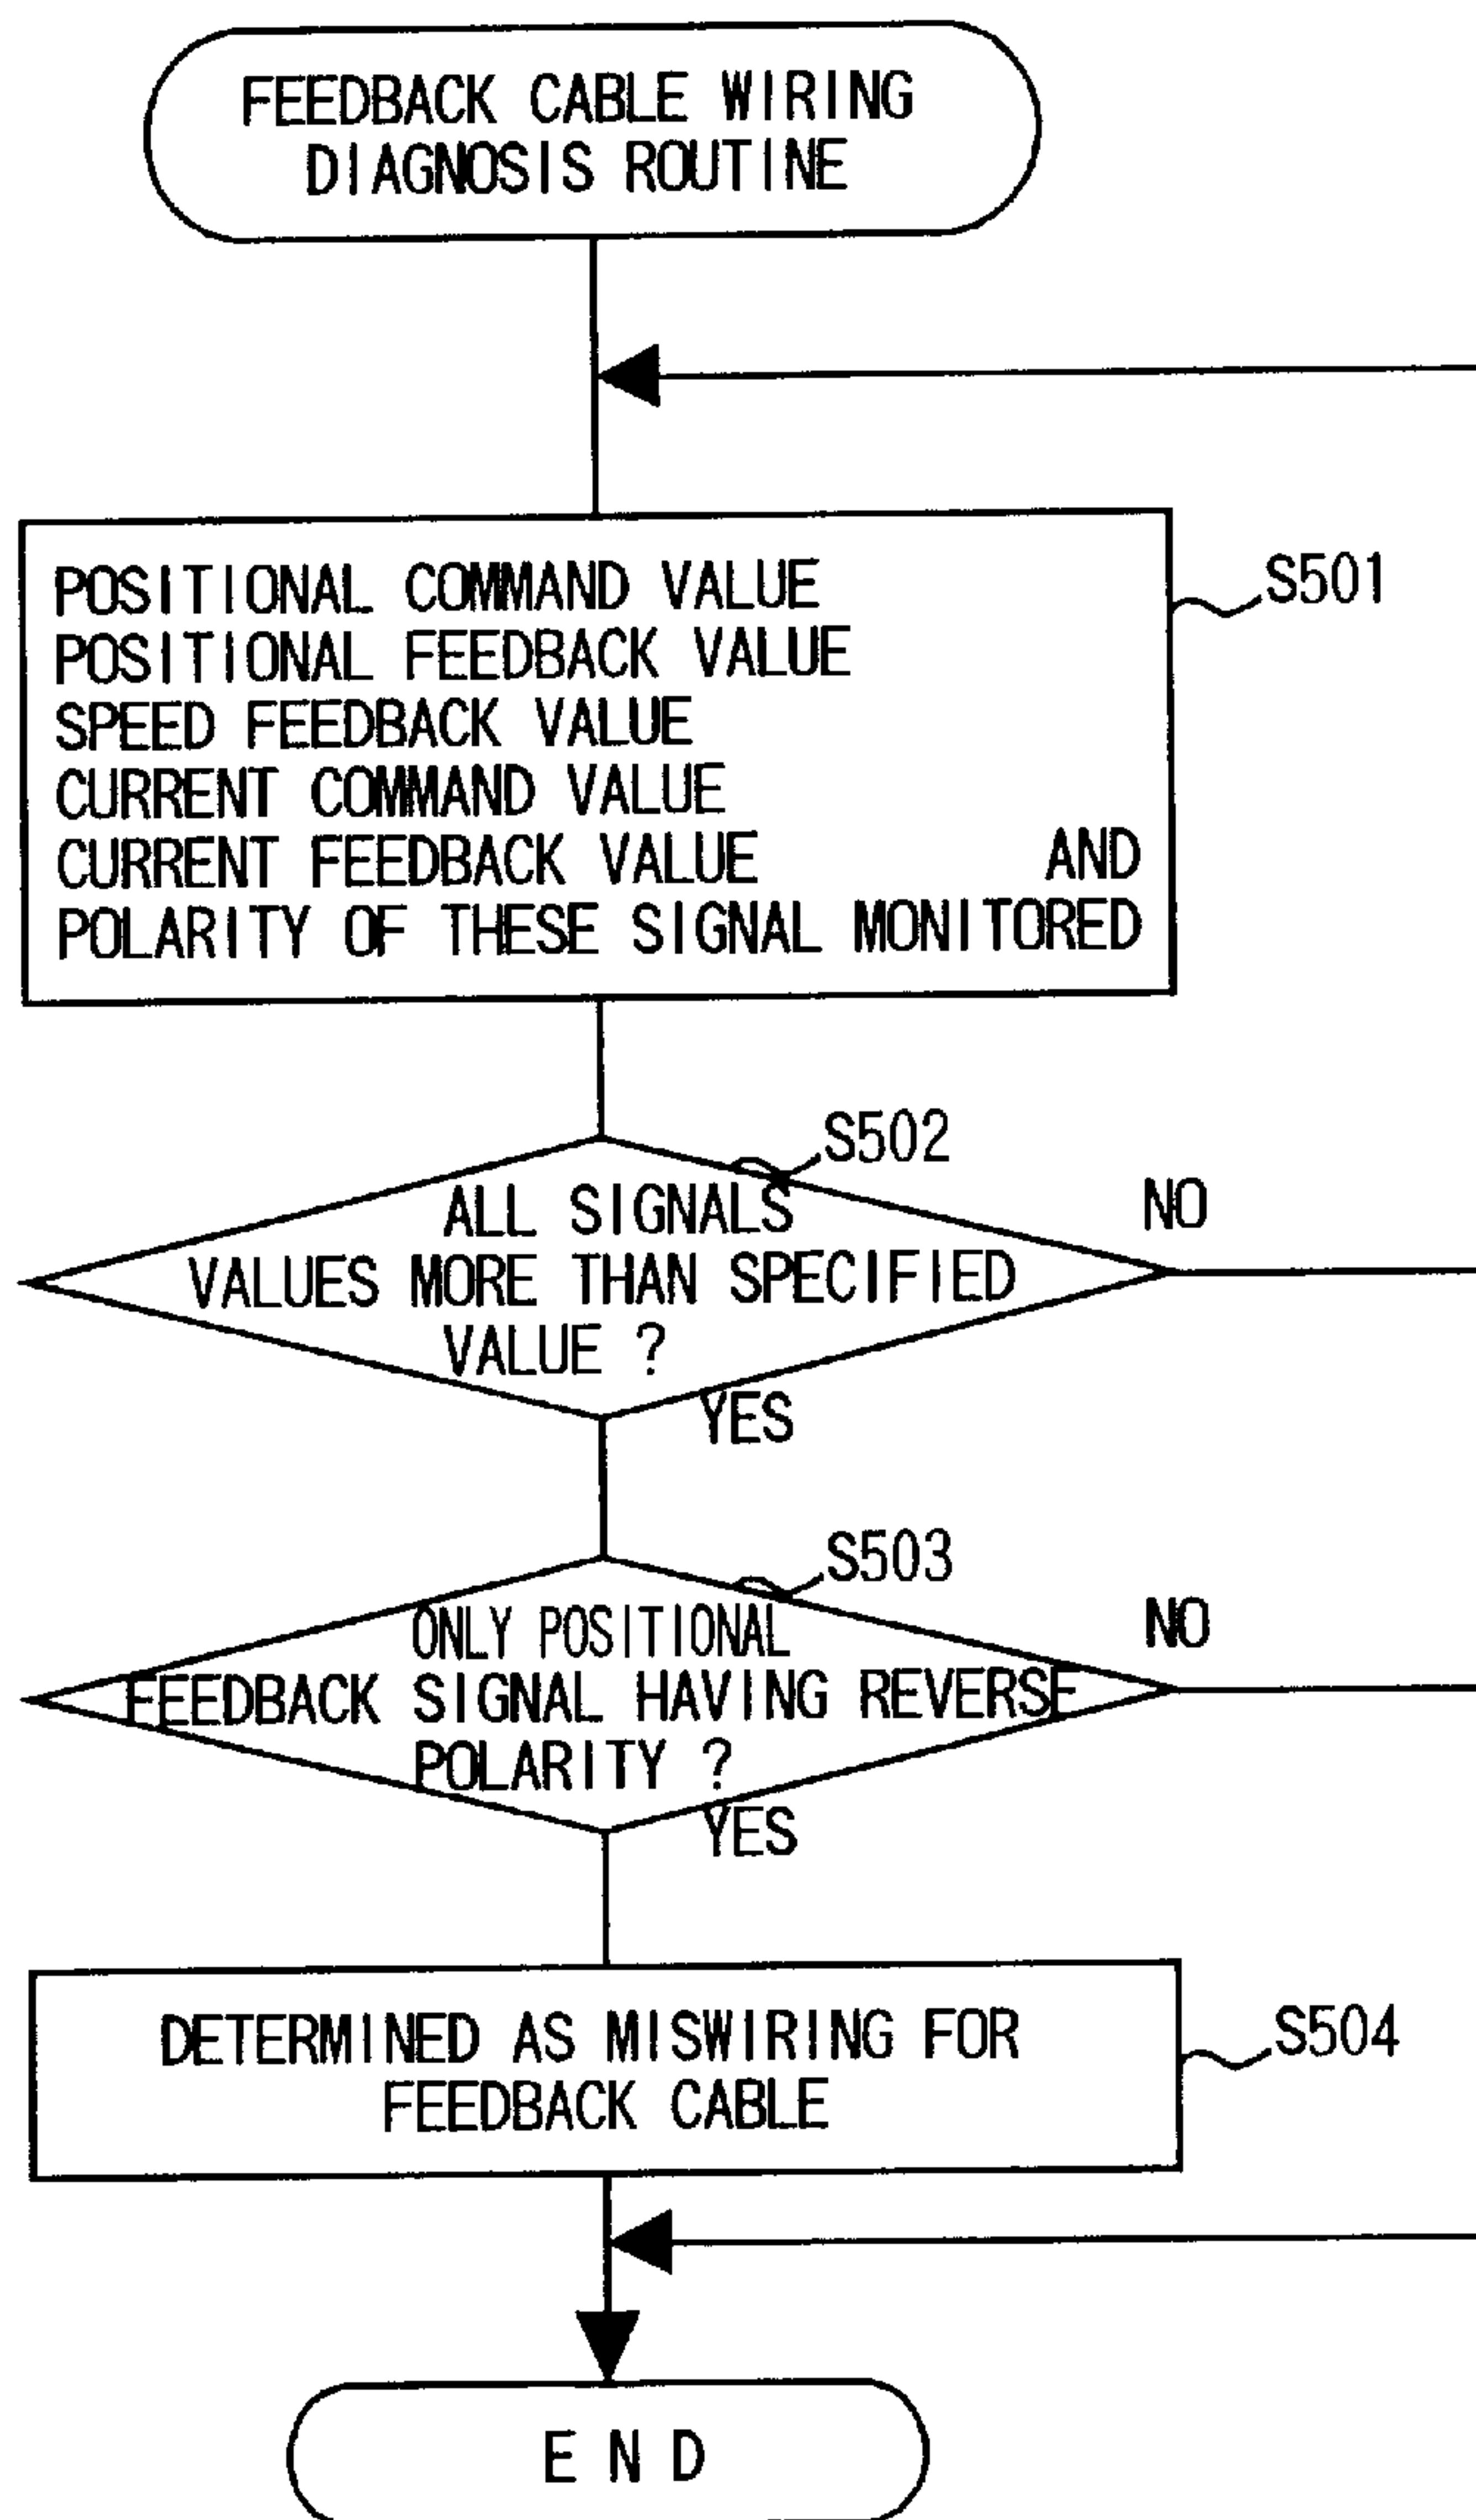 FEEDBACK CABLE WIRING
DIAGNOSIS ROUTINE
POSITIONAL COMMAND VALUE
POSITIONAL FEEDBACK VALUE
SPEED FEEDBACK VALUE
CURRENT COMMAND VALUE
CURRENT FEEDBACK VALUE AND
POLARITY OF THESE SIGNAL MONITORED
S501
S502
ALL SIGNALS
VALUES MORE THAN SPECIFIED
VALUE ?
NO
YES
S503
ONLY POSITIONAL
FEEDBACK SIGNAL HAVING REVERSE
POLARITY ?
NO
YES
DETERMINED AS MISWIRING FOR
FEEDBACK CABLE
S504
END